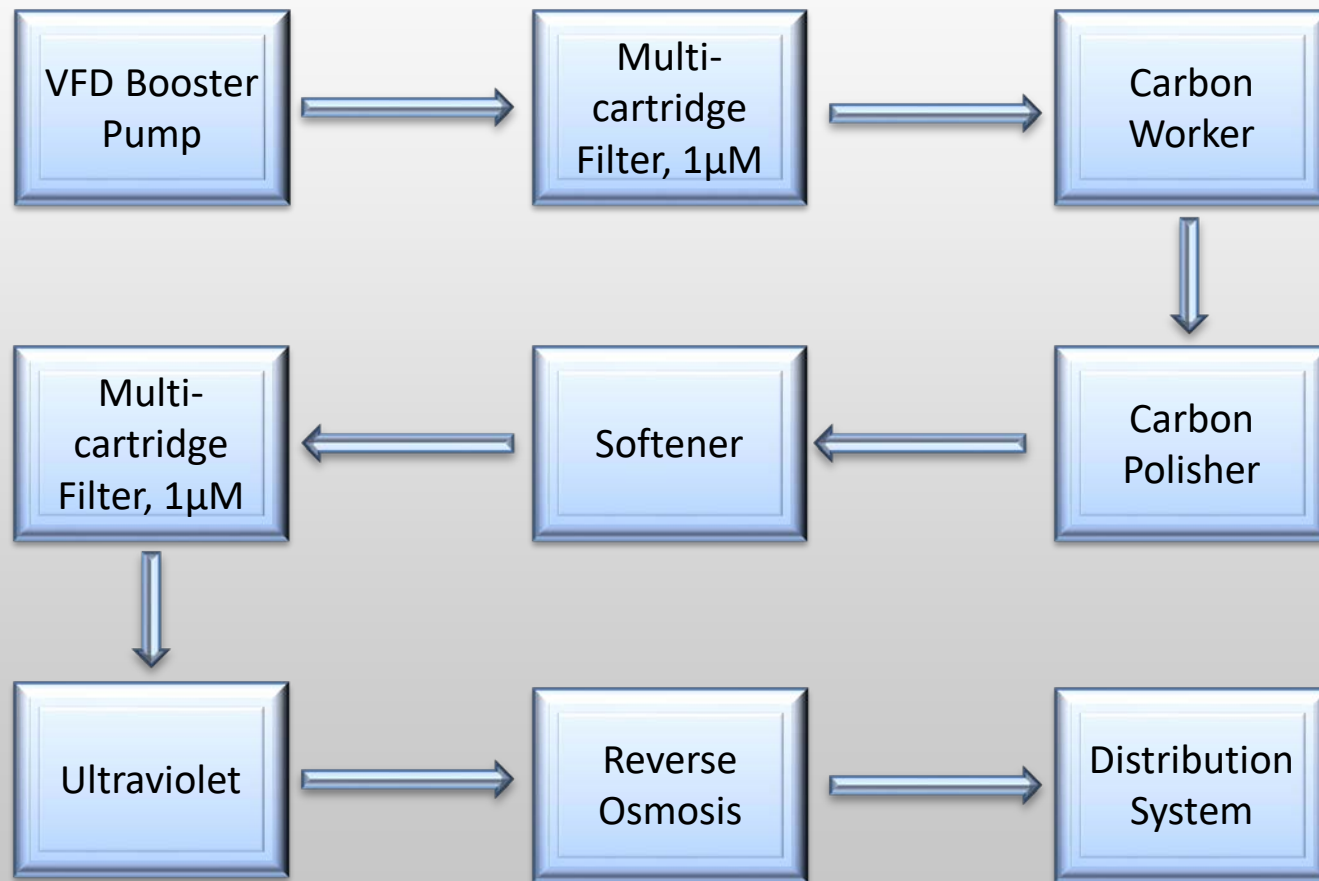 VFD Booster
Pump
Multi-
cartridge
Filter, 1µM
Carbon
Worker
Carbon
Polisher
Softener
Multi-
cartridge
Filter, 1µM
Ultraviolet
Reverse
Osmosis
Distribution
System